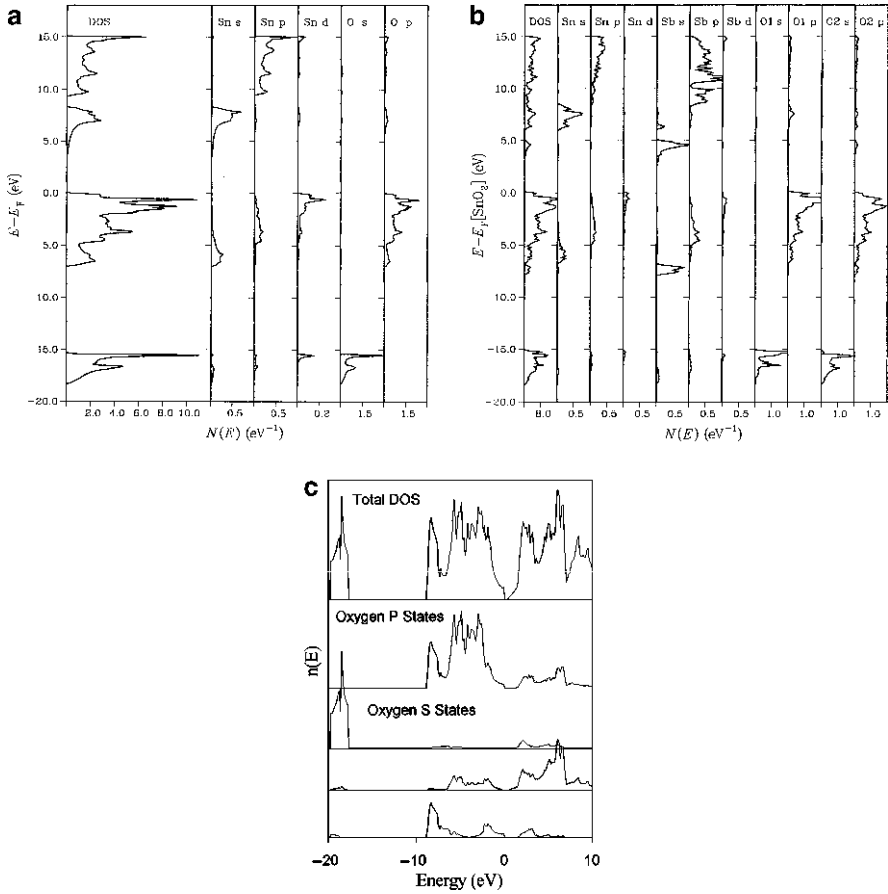 a
DOS Sn s Sn p Sn d O s O p
15.0
10.0
5.0
0.0
5.0
10.0
15.0
-20.0
E-E_F (eV)
2.0 4.0 6.0 8.0 10.0 0.5 0.5 0.2 1.5 1.5
N(E) (eV⁻¹)
b
DOS Sn s Sn p Sn d Sb s Sb p Sb d O1 s O1 p O2 s O2 p
15.0
10.0
5.0
0.0
5.0
10.0
15.0
-20.0
E-E_F[SnO₂] (eV)
8.0 0.5 0.5 0.5 0.5 0.5 0.5 1.0 1.0 1.0 1.0
N(E) (eV⁻¹)
c
Total DOS
Oxygen P States
Oxygen S States
n(E)
-20 -10 0 10
Energy (eV)